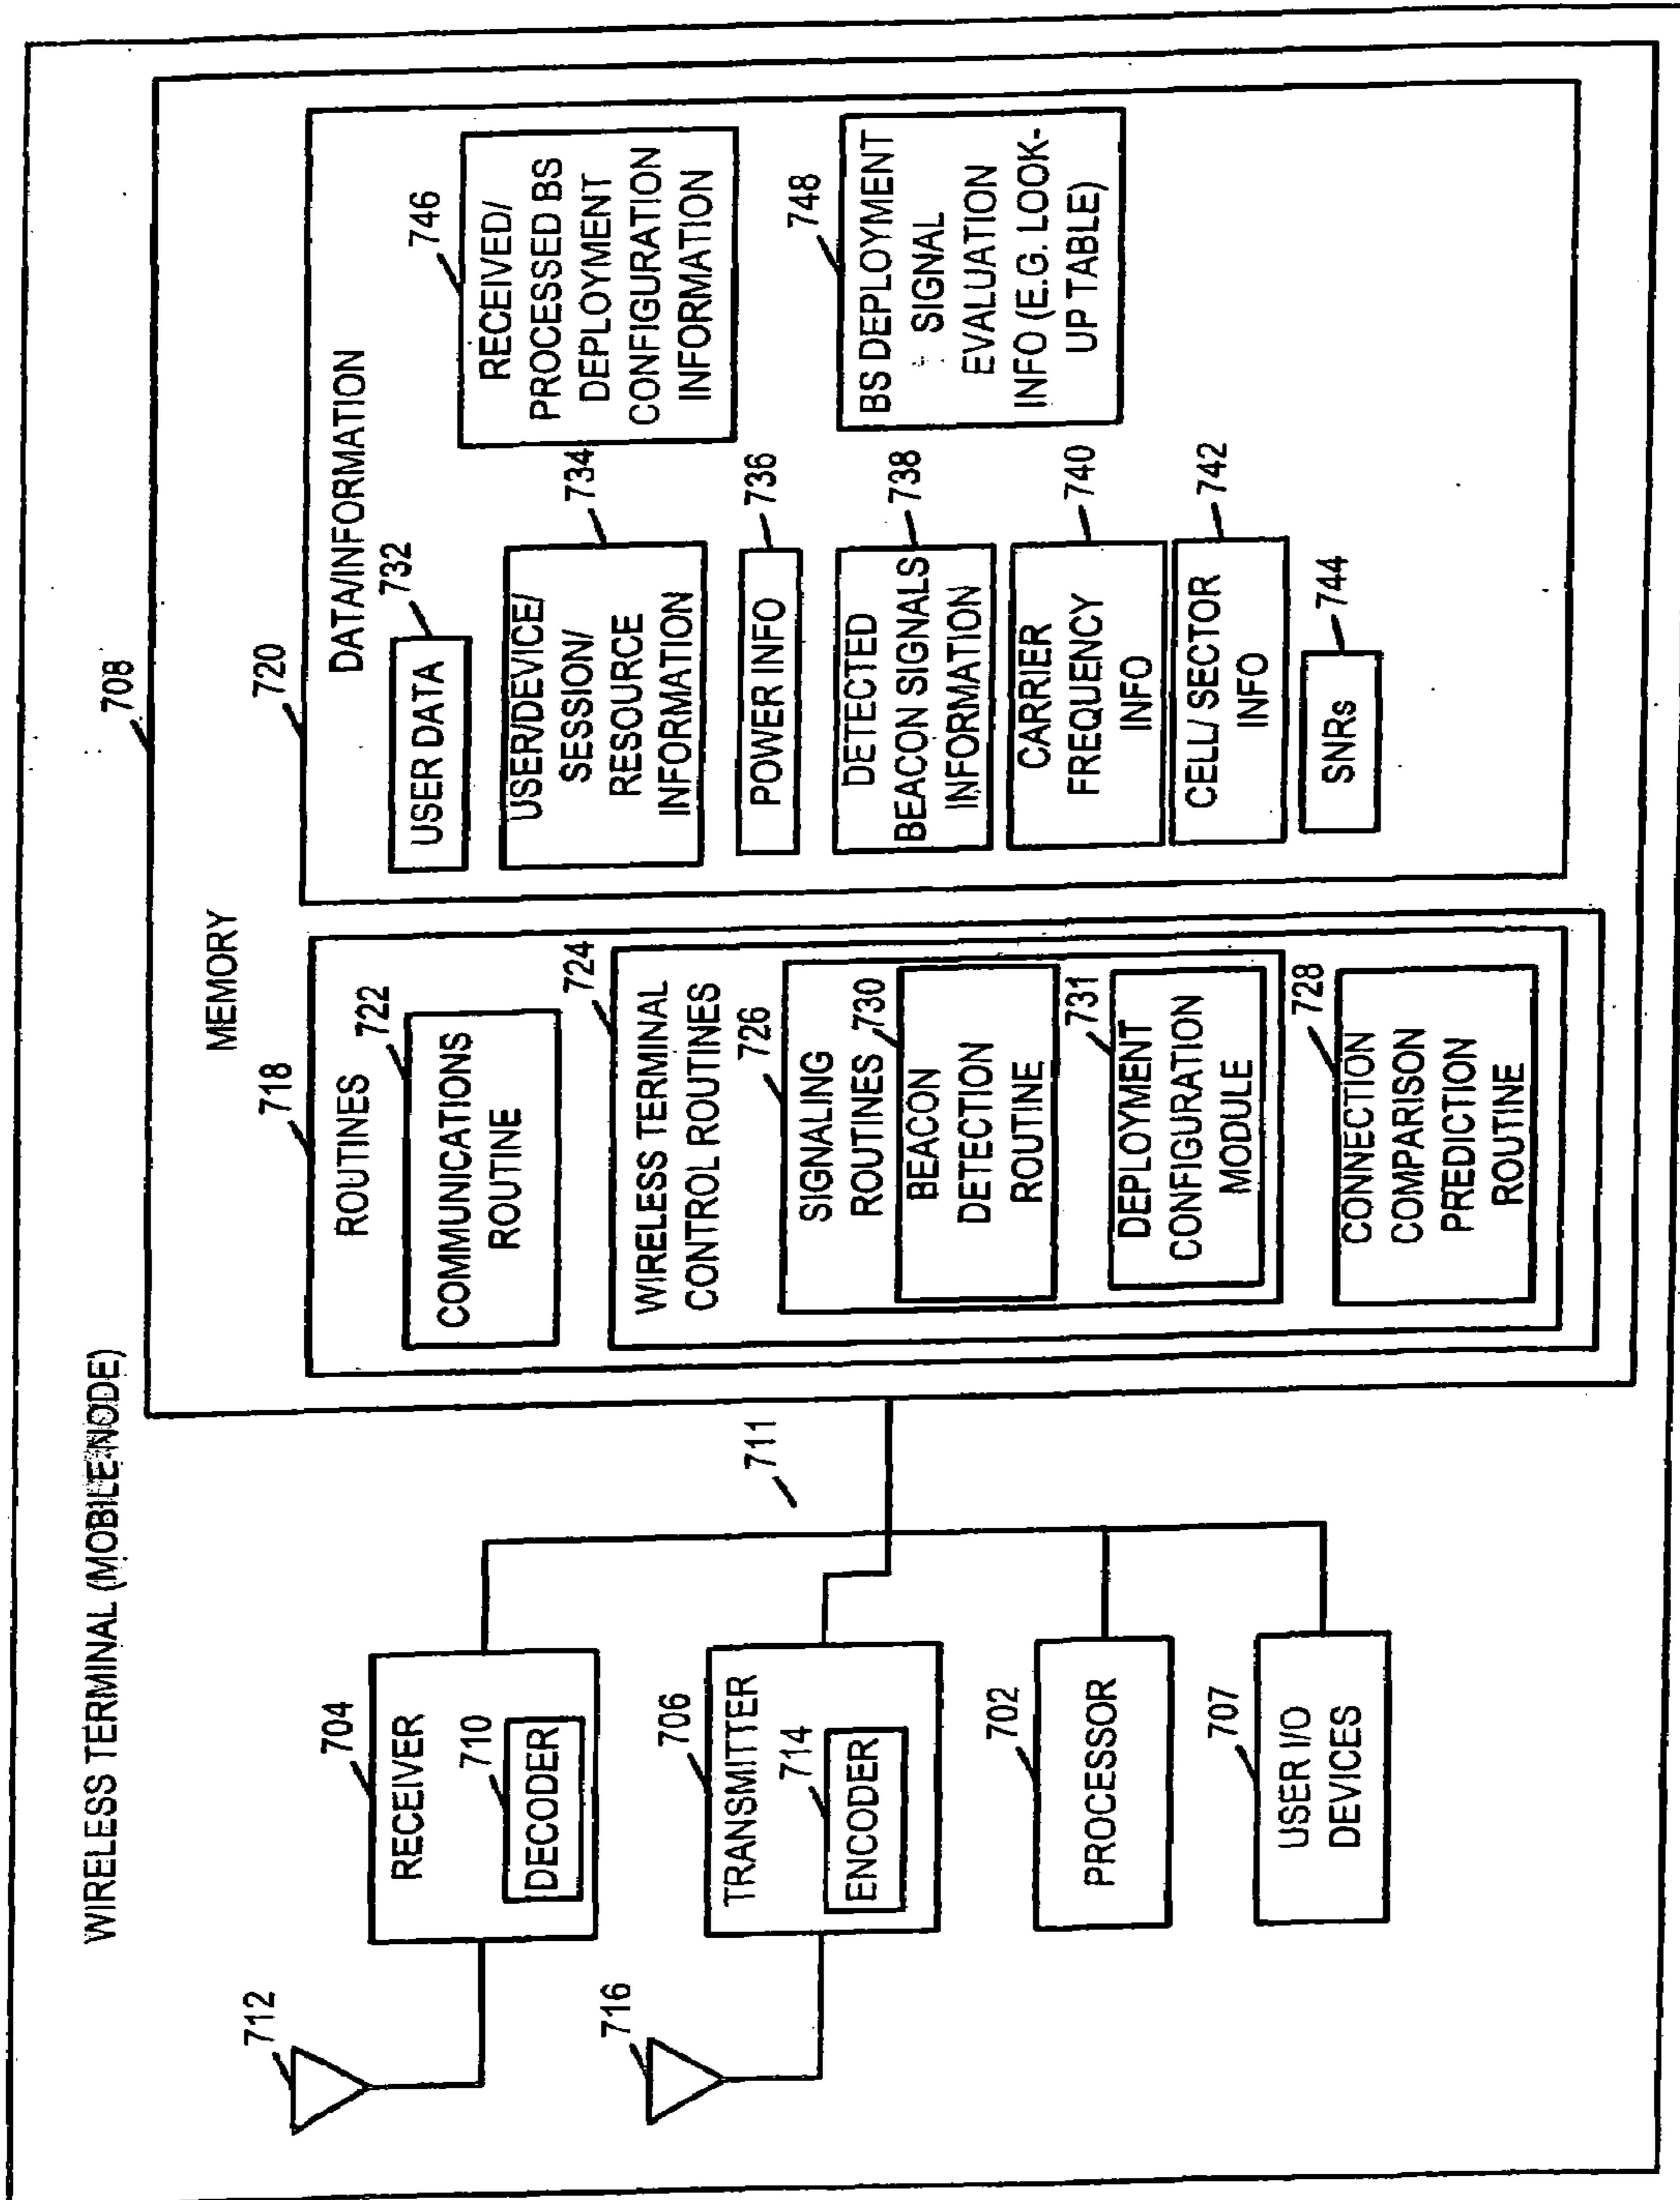 WIRELESS TERMINAL (MOBILE NODE)
712
716
704
RECEIVER
710
DECODER
706
TRANSMITTER
714
ENCODER
702
PROCESSOR
707
USER I/O
DEVICES
711
708
MEMORY
718
ROUTINES
722
COMMUNICATIONS
ROUTINE
724
WIRELESS TERMINAL
CONTROL ROUTINES
726
SIGNALING
ROUTINES
730
BEACON
DETECTION
ROUTINE
731
DEPLOYMENT
CONFIGURATION
MODULE
728
CONNECTION
COMPARISON
PREDICTION
ROUTINE
720
DATA/INFORMATION
732
USER DATA
734
USER/DEVICE/
SESSION/
RESOURCE
INFORMATION
736
POWER INFO
738
DETECTED
BEACON SIGNALS
INFORMATION
740
CARRIER
FREQUENCY
INFO
742
CELL/ SECTOR
INFO
744
SNRs
746
RECEIVED/
PROCESSED BS
DEPLOYMENT
CONFIGURATION
INFORMATION
748
BS DEPLOYMENT
SIGNAL
EVALUATION
INFO (E.G. LOOK-
UP TABLE)